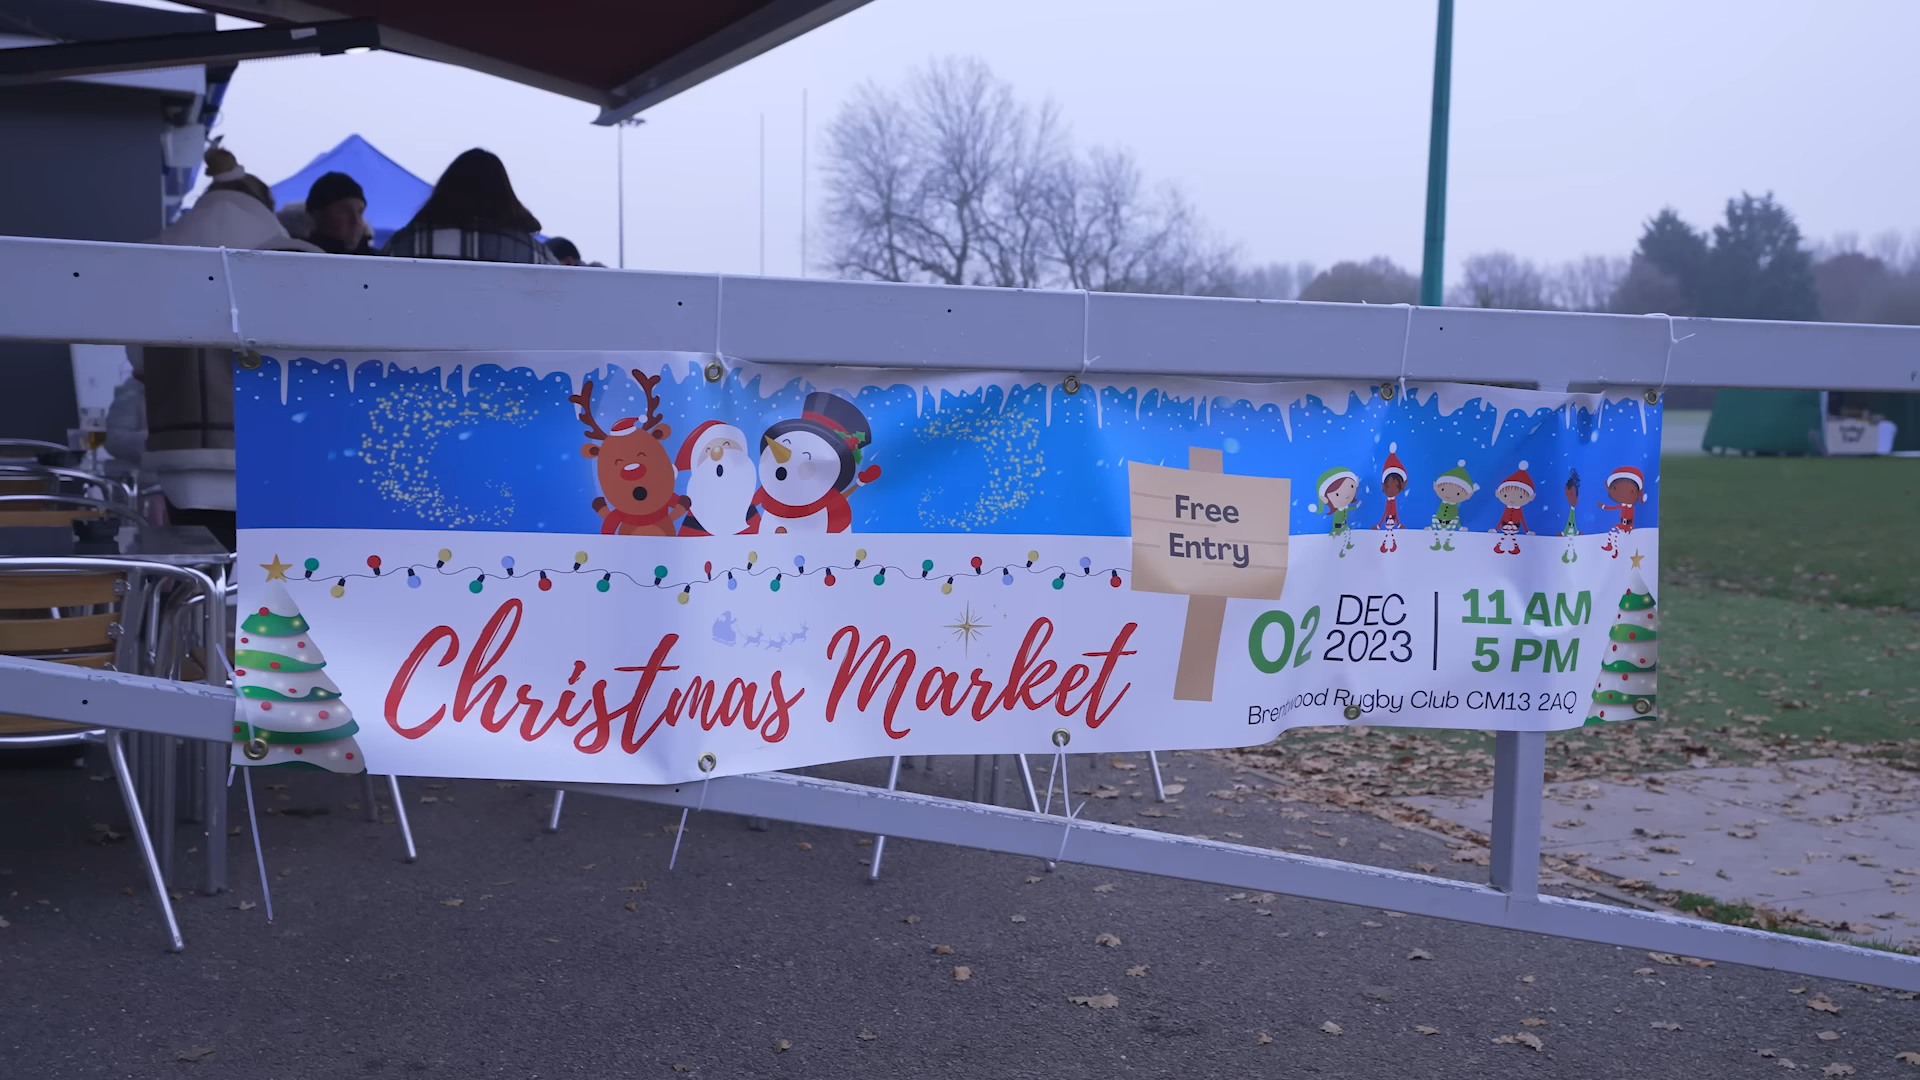 Free
Entry
Christmas Market
02 DEC 2023 | 11 AM 5 PM
Brentwood Rugby Club CM13 2AQ